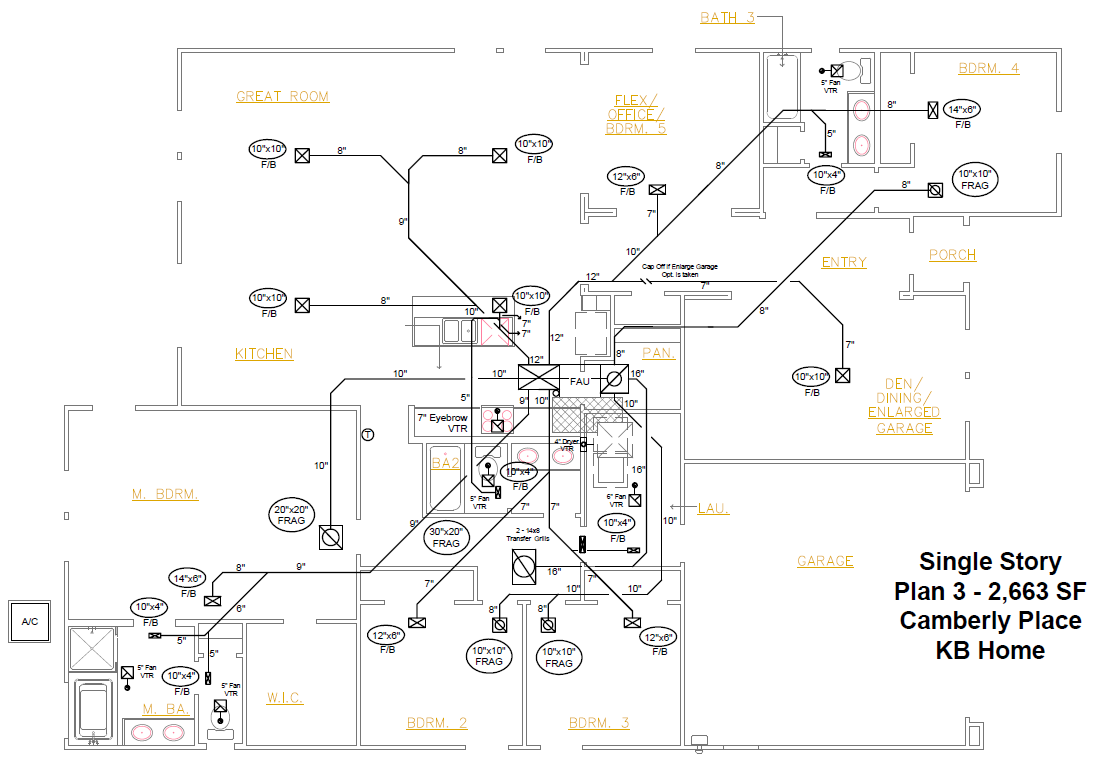 BATH 3
GREAT ROOM
FLEX/
OFFICE/
BDRM. 5
5" Fan
VTR
BDRM. 4
8"
14"x6"
F/B
5"
10"x10"
F/B
8"
8"
10"x10"
F/B
8"
12"x6"
F/B
7"
10"x4"
F/B
8"
10"x10"
FRAG
9"
10"
ENTRY
PORCH
Cap Off if Enlarge Garage
Opt. is taken
12"
7"
10"x10"
F/B
8"
10"
10"x10"
F/B
7"
7"
12"
8"
7"
KITCHEN
12"
8"
PAN.
10"
10"
FAU
16"
10"x10"
F/B
DEN/
DINING/
ENLARGED
GARAGE
5"
9"
10"
10"
7" Eyebrow
VTR
T
4" Dryer
VTR
BA2
10"x4"
F/B
16"
10"
M. BDRM.
5" Fan
VTR
7"
7"
6" Fan
VTR
LAU.
20"x20"
FRAG
9"
30"x20"
FRAG
2 - 14x8
Transfer Grills
10"x4"
F/B
10"
GARAGE
Single Story
Plan 3 - 2,663 SF
Camberly Place
KB Home
14"x6"
F/B
8"
9"
7"
16"
10"
10"
A/C
10"x4"
F/B
6"
5"
8"
8"
12"x6"
F/B
10"x10"
FRAG
10"x10"
FRAG
12"x6"
F/B
5"
5" Fan
VTR
10"x4"
F/B
5" Fan
VTR
M. BA.
W.I.C.
BDRM. 2
BDRM. 3